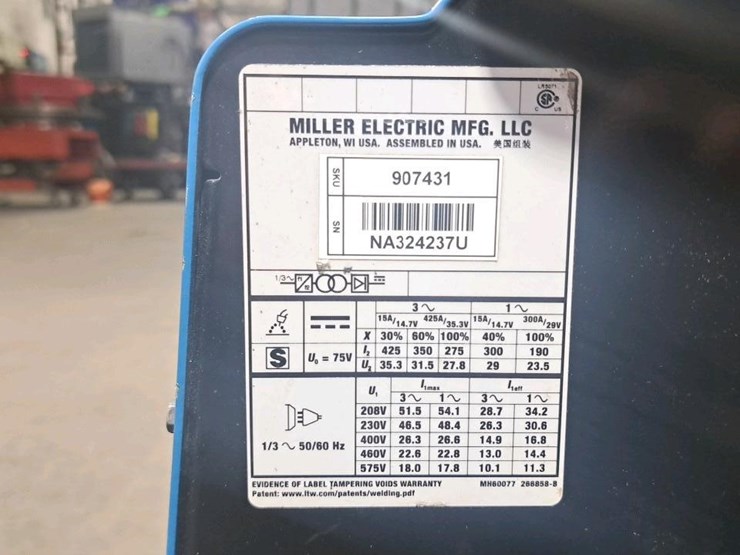 LR5071
SA
C US
MILLER ELECTRIC MFG. LLC
APPLETON, WI USA. ASSEMBLED IN USA. 美国组装
SKU 907431
SN NA324237U
1/3~
3~ 1~
15A/14.7V 425A/35.3V 15A/14.7V 300A/29V
X 30% 60% 100% 40% 100%
I₂ 425 350 275 300 190
S U₀ = 75V U₂ 35.3 31.5 27.8 29 23.5
U₁ I₁max I₁eff
3~ 1~ 3~ 1~
208V 51.5 54.1 28.7 34.2
230V 46.5 48.4 26.3 30.6
400V 26.3 26.6 14.9 16.8
1/3 ~ 50/60 Hz
460V 22.6 22.8 13.0 14.4
575V 18.0 17.8 10.1 11.3
EVIDENCE OF LABEL TAMPERING VOIDS WARRANTY MH60077 266858-B
Patent: www.itw.com/patents/welding.pdf